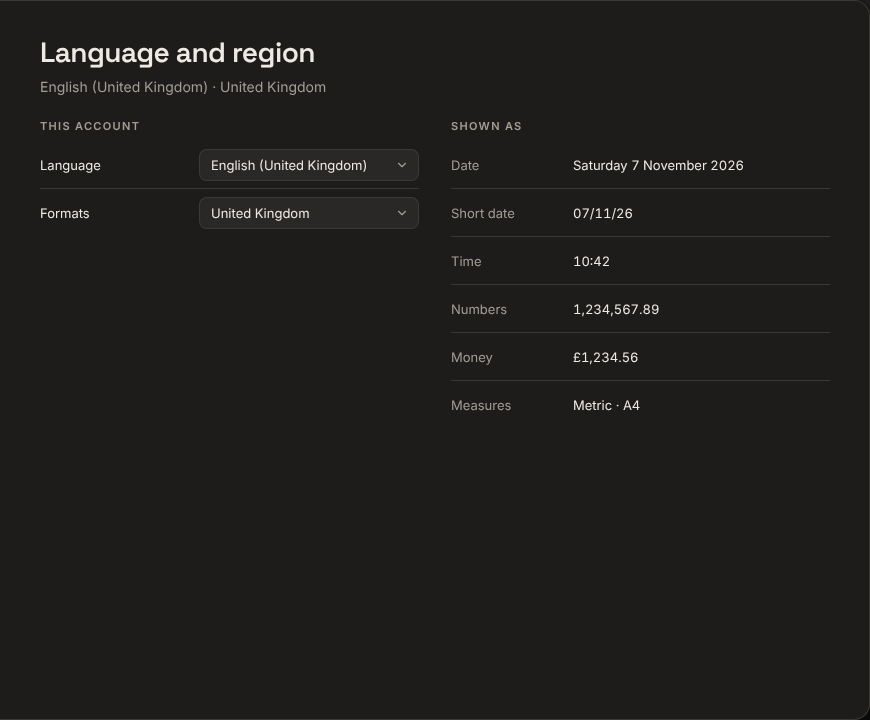 Language and region
English (United Kingdom) · United Kingdom
THIS ACCOUNT
Language English (United Kingdom)
Formats United Kingdom
SHOWN AS
Date Saturday 7 November 2026
Short date 07/11/26
Time 10:42
Numbers 1,234,567.89
Money £1,234.56
Measures Metric · A4